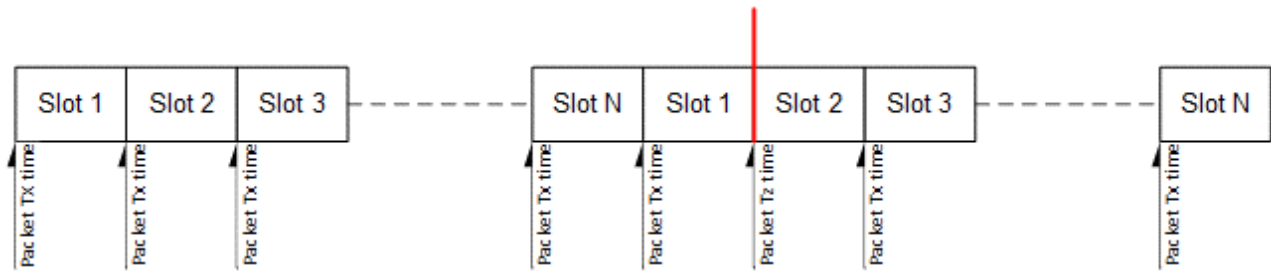 Slot 1
Slot 2
Slot 3
Slot N
Slot 1
Slot 2
Slot 3
Slot N
Packet TX time
Packet Tx time
Packet Tx time
Packet Tx time
Packet Tx time
Packet Tz time
Packet Tx time
Packet Tx time